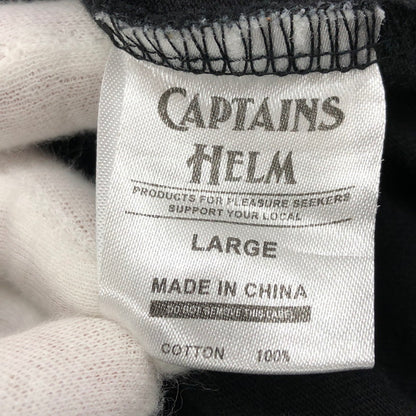 CAPTAINS
HELM
PRODUCTS FOR PLEASURE SEEKERS
SUPPORT YOUR LOCAL
LARGE
MADE IN CHINA
DO NOT REMOVE THIS LABEL
COTTON 100%